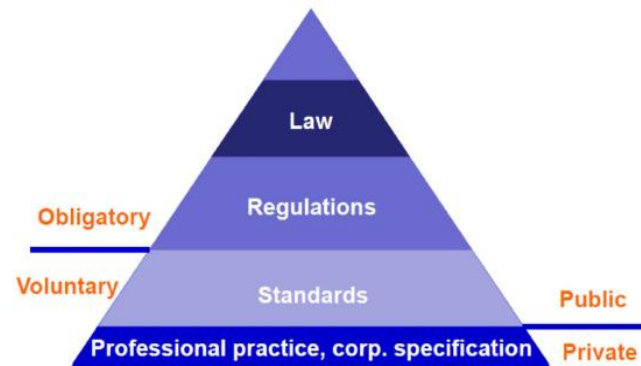 Law
Regulations
Obligatory
Voluntary
Standards
Public
Professional practice, corp. specification
Private